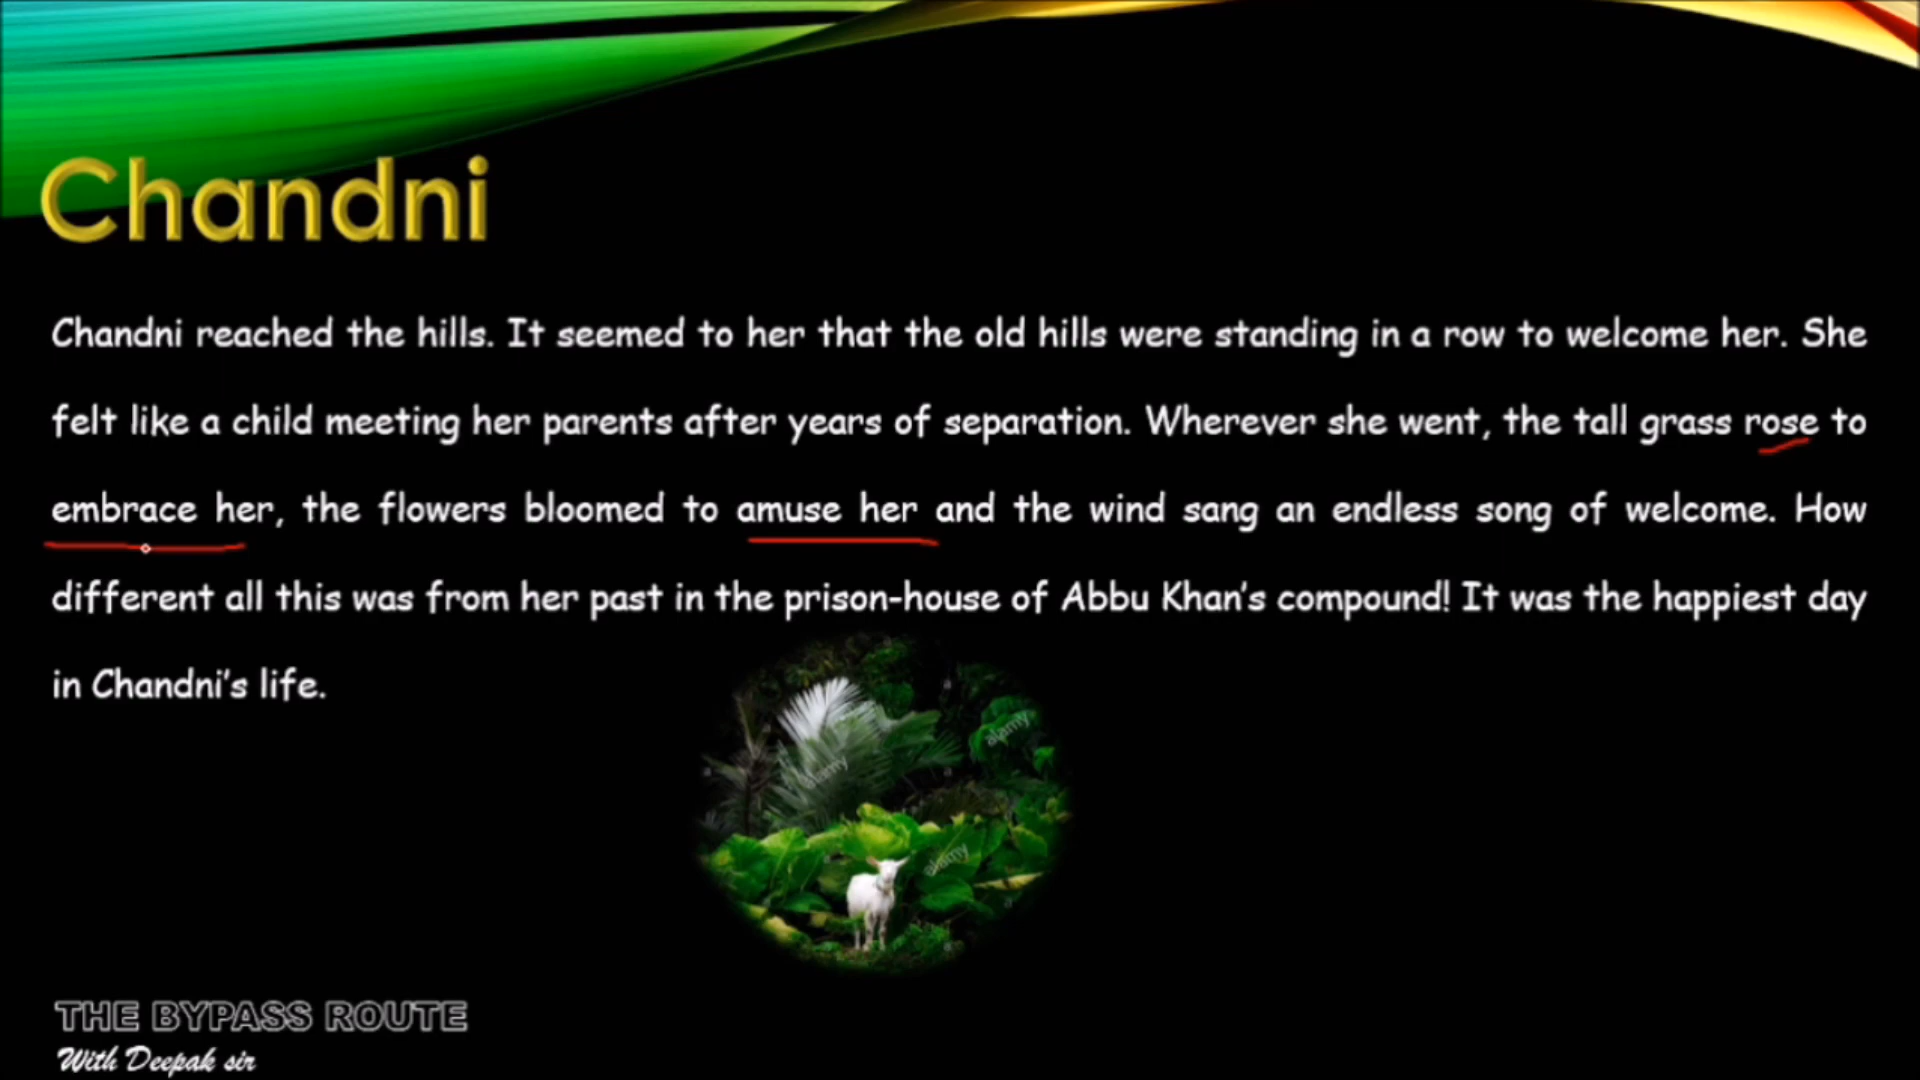 Chandni
Chandni reached the hills. It seemed to her that the old hills were standing in a row to welcome her. She
felt like a child meeting her parents after years of separation. Wherever she went, the tall grass rose to
embrace her, the flowers bloomed to amuse her and the wind sang an endless song of welcome. How
different all this was from her past in the prison-house of Abbu Khan's compound! It was the happiest day
in Chandni's life.
alamy
alamy
alamy
a
a
a
a
a
THE BYPASS ROUTE
With Deepak sir